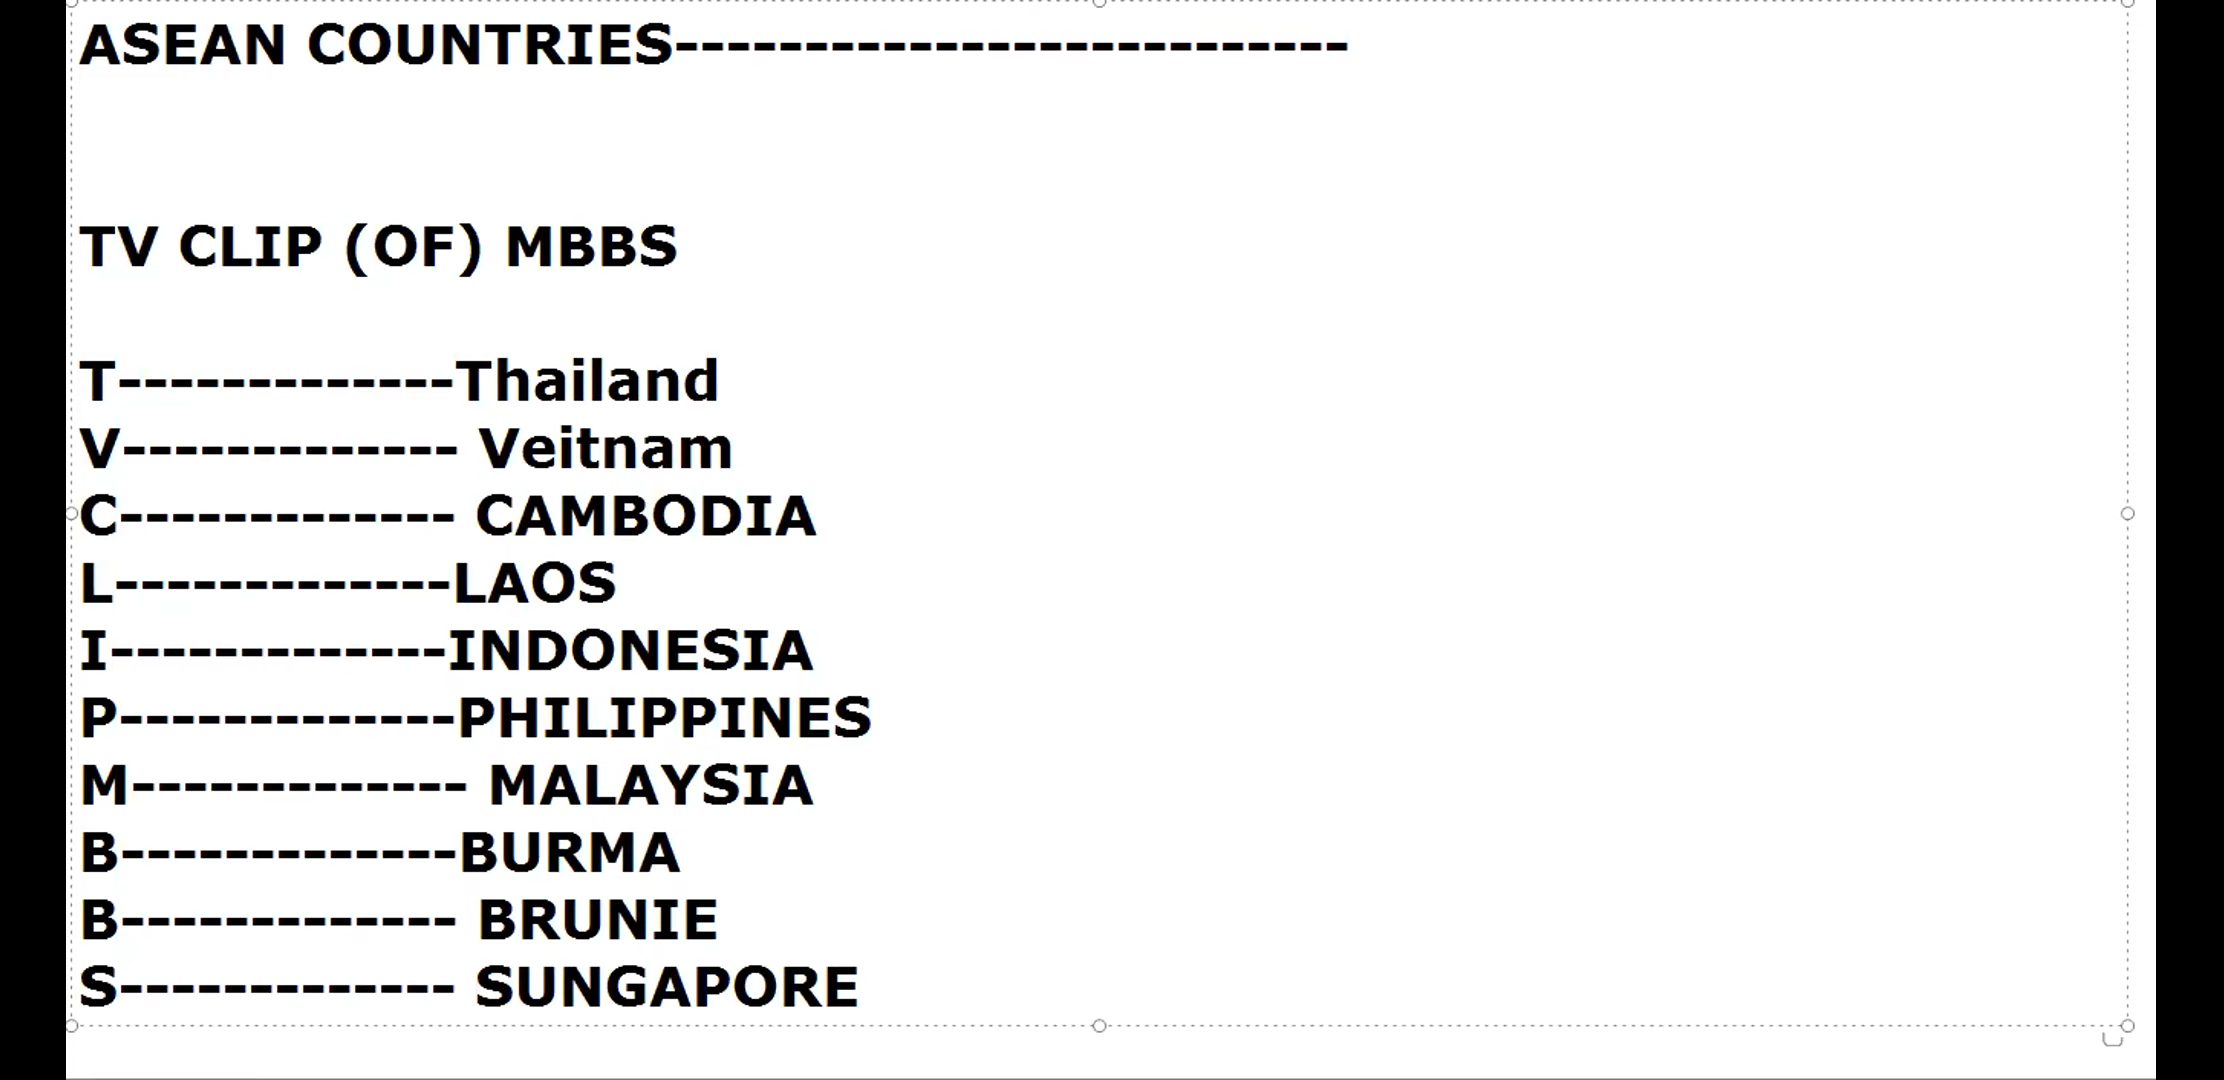 ASEAN COUNTRIES--------------------------
TV CLIP (OF) MBBS
T-------------Thailand
V------------- Veitnam
C------------- CAMBODIA
L-------------LAOS
I-------------INDONESIA
P-------------PHILIPPINES
M------------- MALAYSIA
B-------------BURMA
B------------- BRUNIE
S------------- SUNGAPORE